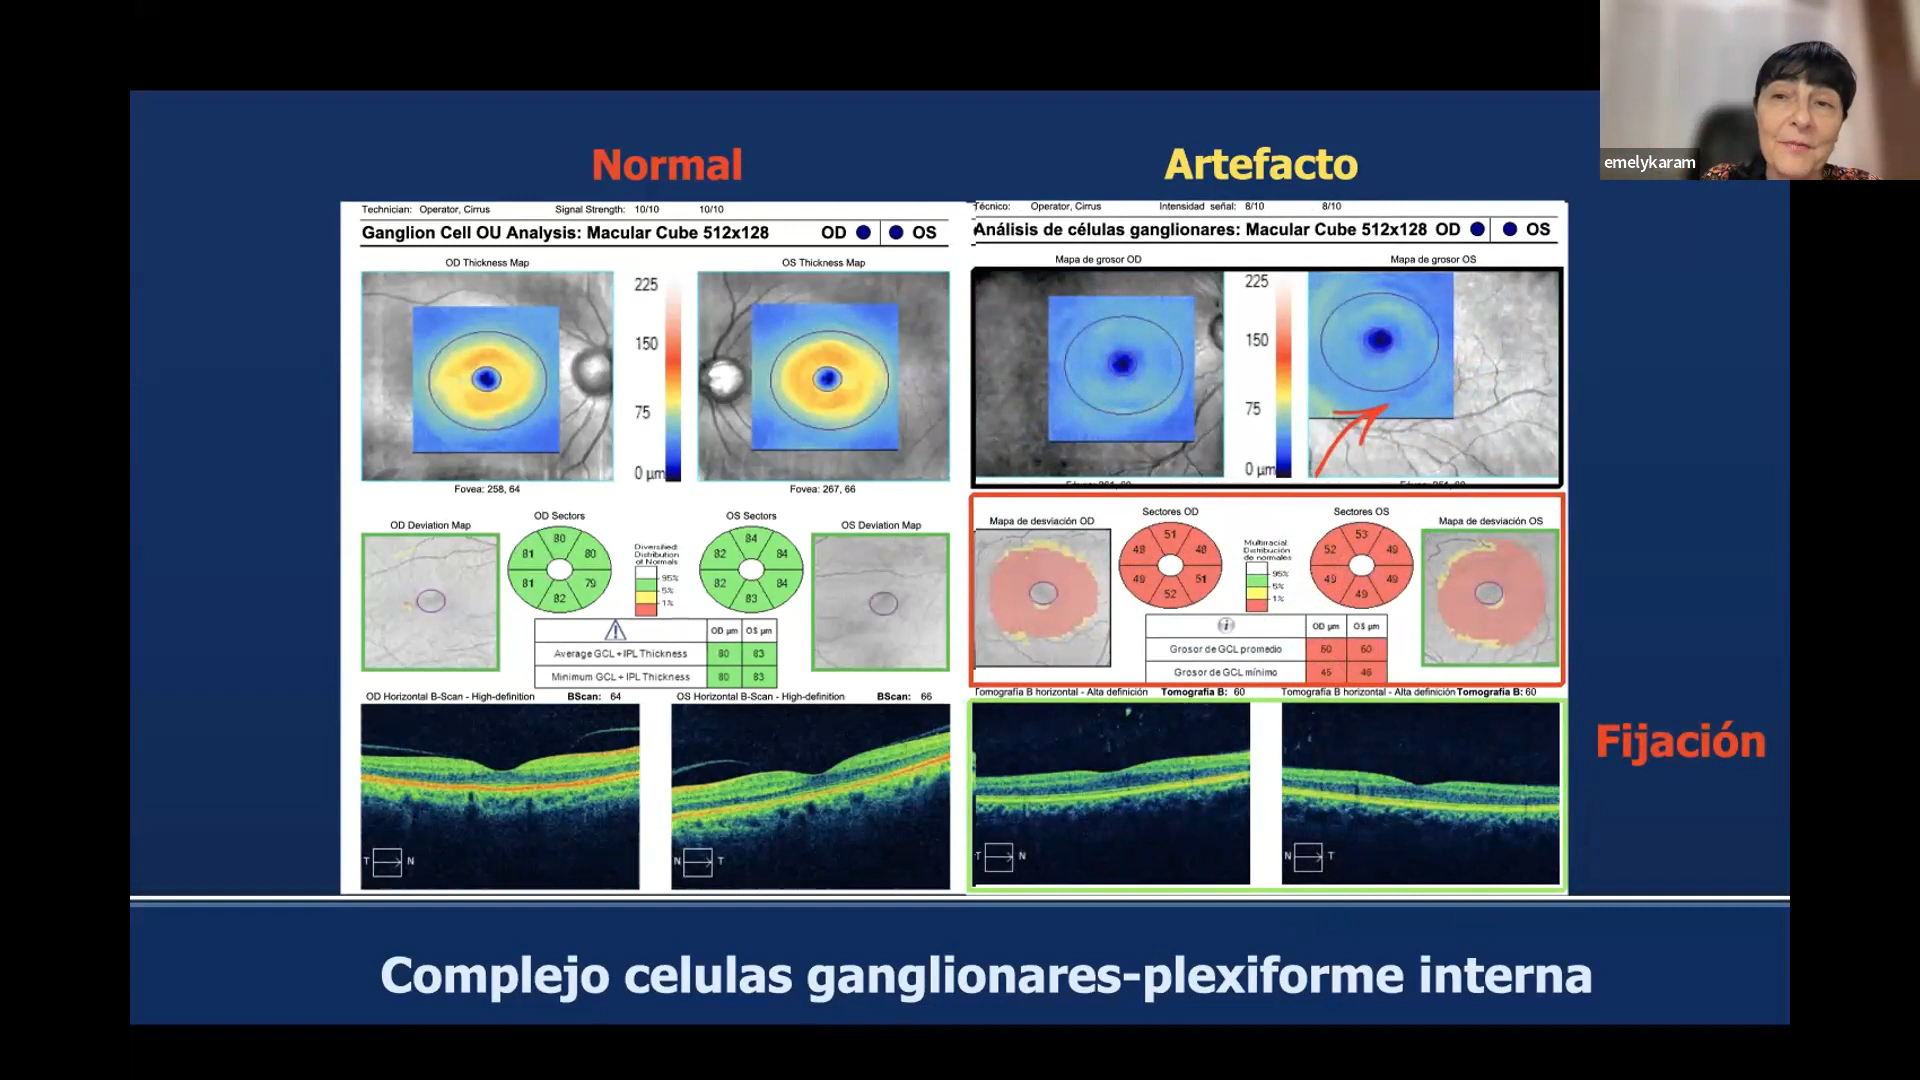 emelykaram
Normal
Artefacto
Technician: Operator, Cirrus Signal Strength: 10/10 10/10
Ganglion Cell OU Analysis: Macular Cube 512x128 OD OS
OD Thickness Map
OS Thickness Map
225
150
75
0 µm
Fovea: 258, 64
Fovea: 267, 66
OD Deviation Map
OD Sectors
80
81 80
81 79
82
Diversified:
Distribution
of Normals
95%
5%
1%
OS Sectors
84
82 84
82 84
83
OS Deviation Map
OD µm OS µm
Average GCL + IPL Thickness 80 83
Minimum GCL + IPL Thickness 80 83
OD Horizontal B-Scan - High-definition BScan: 64
OS Horizontal B-Scan - High-definition BScan: 66
T N
N T
Técnico: Operator, Cirrus Intensidad señal: 8/10 8/10
Análisis de células ganglionares: Macular Cube 512x128 OD OS
Mapa de grosor OD
Mapa de grosor OS
225
150
75
0 µm
Mapa de desviación OD
Sectores OD
51
48 48
49 51
52
Multirracial:
Distribución
de normales
95%
5%
1%
Sectores OS
53
52 49
49 49
49
Mapa de desviación OS
OD µm OS µm
Grosor de GCL promedio
Grosor de GCL mínimo 45
Tomografía B horizontal - Alta definición Tomografía B: 60
Tomografía B horizontal - Alta definición Tomografía B: 60
T N
N T
Fijación
Complejo celulas ganglionares-plexiforme interna